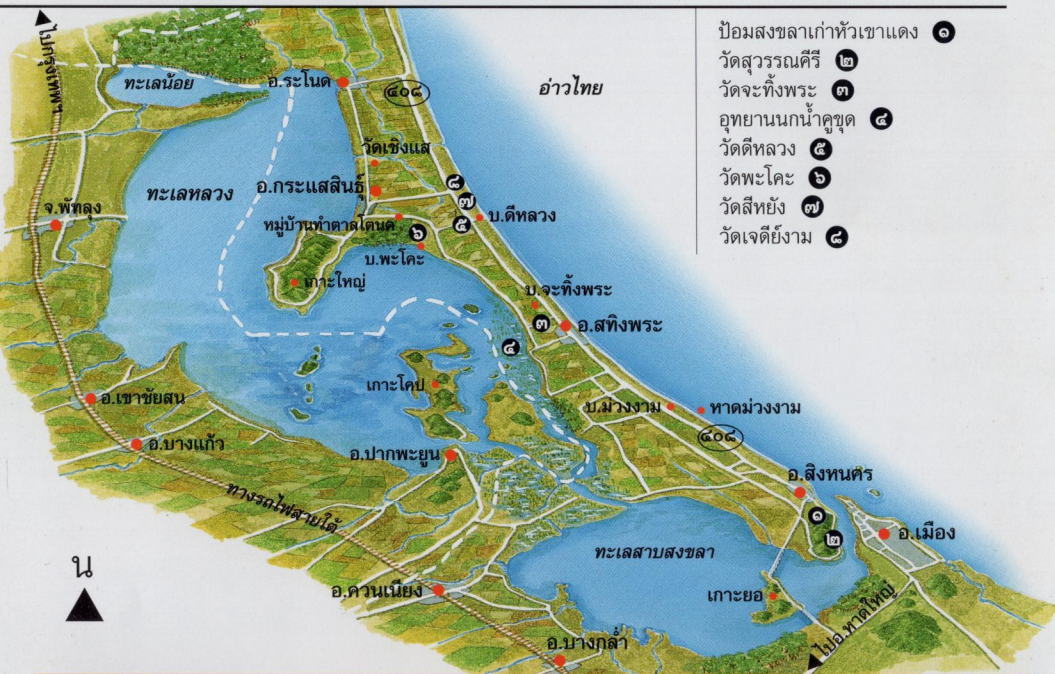 ไปกรุงเทพฯ
ทะเลน้อย
อ.ระโนด
๔๐๘
อ่าวไทย
ป้อมสงขลาเก่าหัวเขาแดง ๑
วัดสุวรรณคีรี ๒
วัดจะทิ้งพระ ๓
อุทยานนกน้ำคูขุด ๔
วัดดีหลวง ๕
วัดพะโคะ ๖
วัดสีหยัง ๗
วัดเจดีย์งาม ๘
วัดเชิงแส
ทะเลหลวง
อ.กระแสสินธุ์
๘
๗
๕
จ.พัทลุง
หมู่บ้านทำตาลโตนด
๖
บ.ดีหลวง
บ.พะโคะ
เกาะใหญ่
บ.จะทิ้งพระ
๓
อ.สทิงพระ
๔
เกาะโคป
อ.เขาชัยสน
บ.ม่วงงาม
หาดม่วงงาม
๔๐๘
อ.บางแก้ว
อ.ปากพะยูน
อ.สิงหนคร
ทางรถไฟสายใต้
๑
๒
อ.เมือง
ทะเลสาบสงขลา
น
อ.ควนเนียง
เกาะยอ
ไปอ.หาดใหญ่
อ.บางกล่ำ